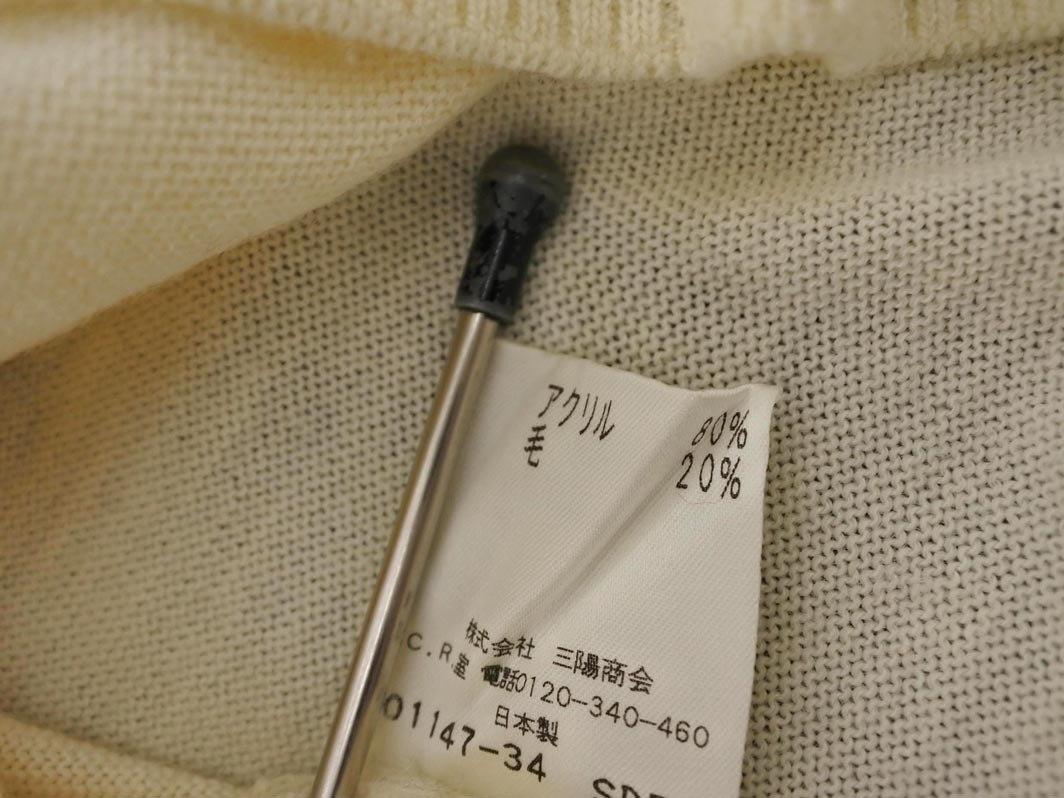 アクリル 80%
毛 20%
株式会社 三陽商会
C.R室 電話0120-340-460
日本製
01147-34